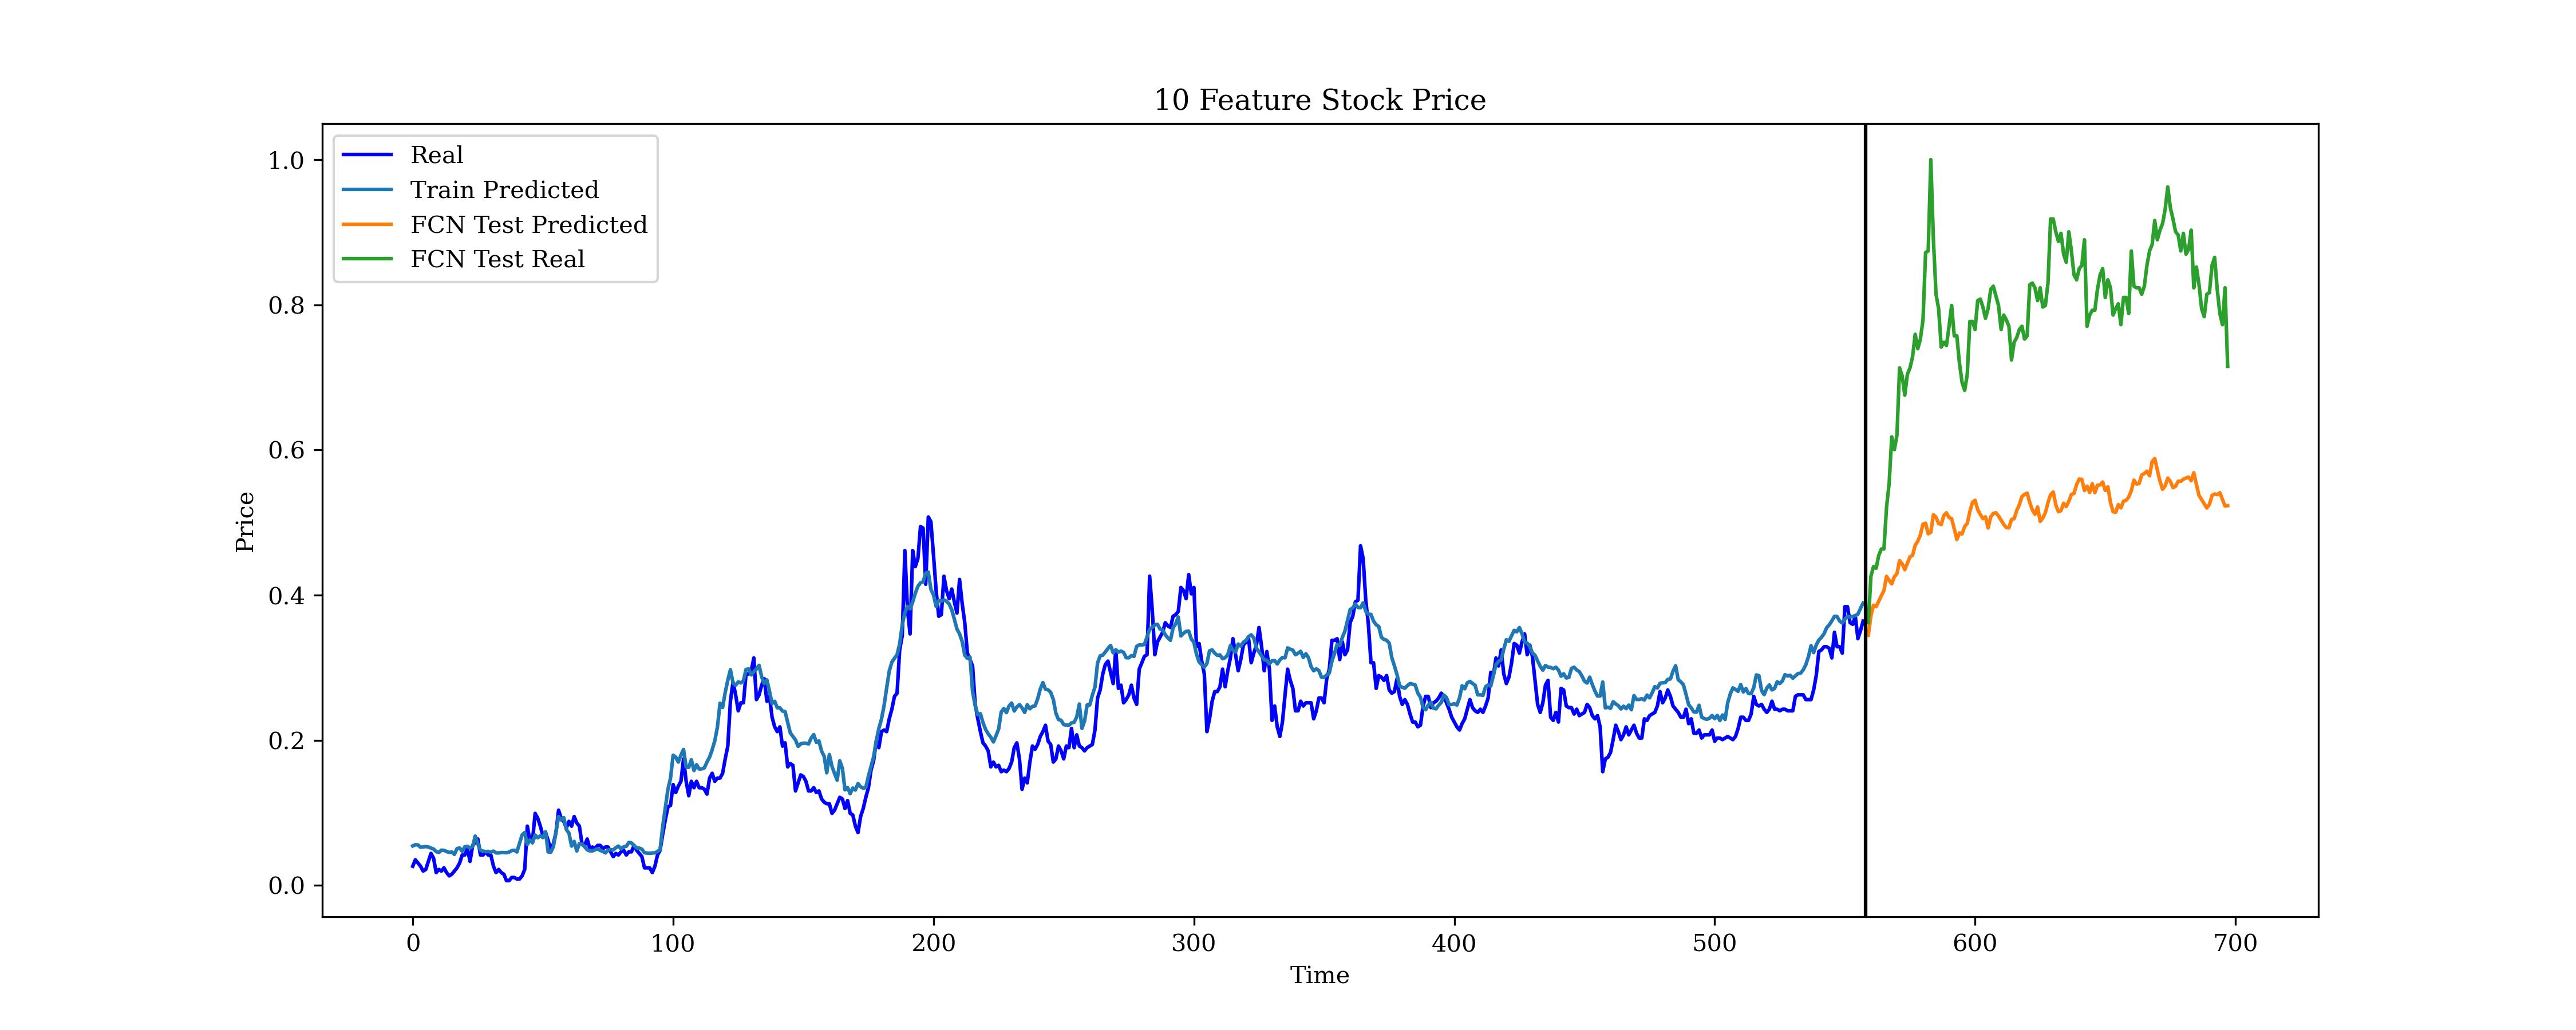 10 Feature Stock Price
Real
Train Predicted
FCN Test Predicted
FCN Test Real
1.0
0.8
0.6
0.4
0.2
0.0
Price
0 100 200 300 400 500 600 700
Time